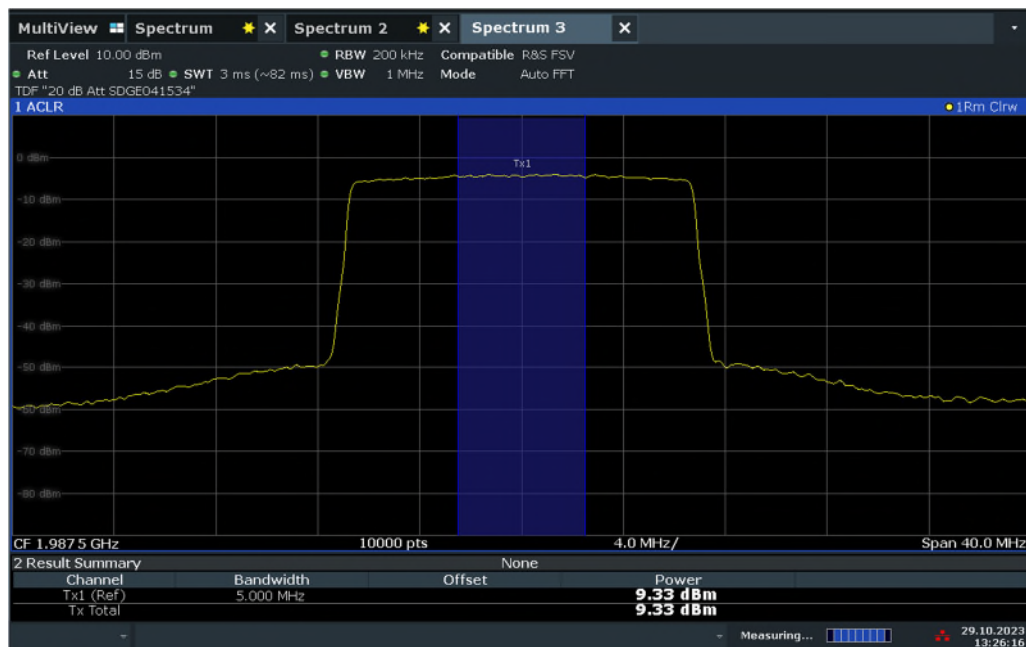 MultiView Spectrum Spectrum 2 Spectrum 3
Ref Level 10.00 dBm RBW 200 kHz Compatible R&S FSV
Att 15 dB SWT 3 ms (~82 ms) VBW 1 MHz Mode Auto FFT
TDF "20 dB Att SDGE041534"
1 ACLR 1Rm Clrw
0 dBm
Tx1
-10 dBm
-20 dBm
-30 dBm
-40 dBm
-50 dBm
-60 dBm
-70 dBm
-80 dBm
CF 1.9875 GHz 10000 pts 4.0 MHz/ Span 40.0 MHz
2 Result Summary None
Channel Bandwidth Offset Power
Tx1 (Ref) 5.000 MHz 9.33 dBm
Tx Total 9.33 dBm
Measuring... 29.10.2023
13:26:16